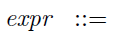 expr ::=